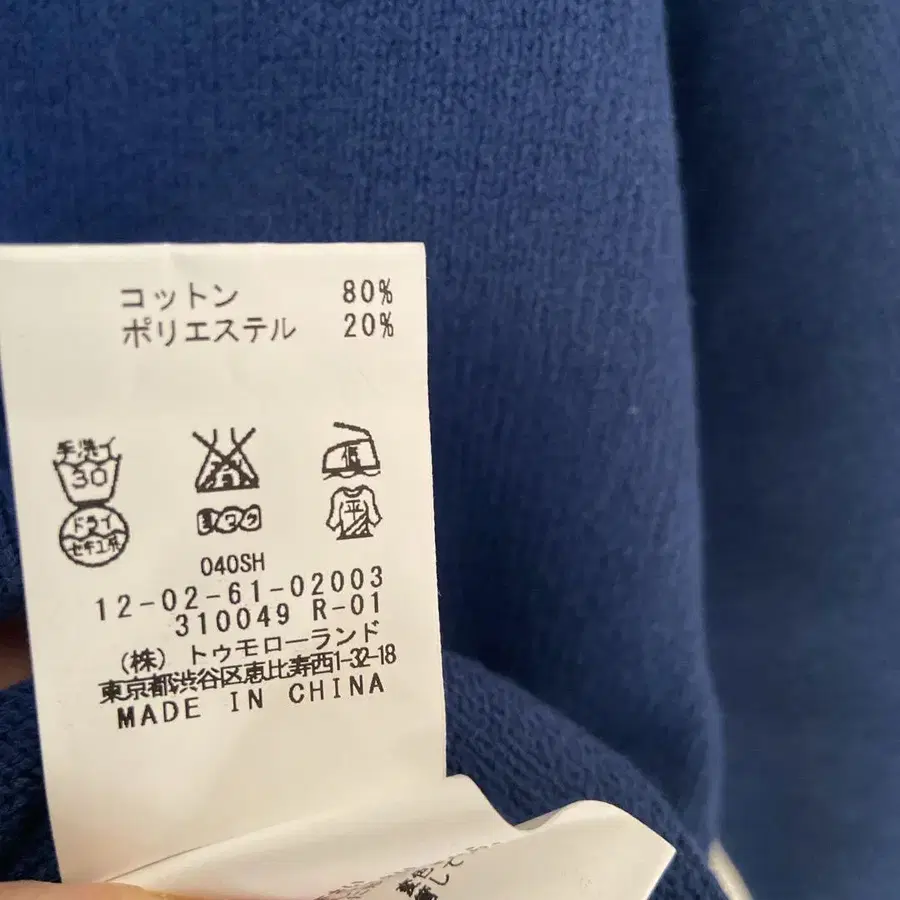 コットン 80%
ポリエステル 20%
手洗イ
30
低
ドライ
セキユ系
平
040SH
12-02-61-02003
310049 R-01
(株) トゥモローランド
東京都渋谷区恵比寿西1-32-18
MADE IN CHINA